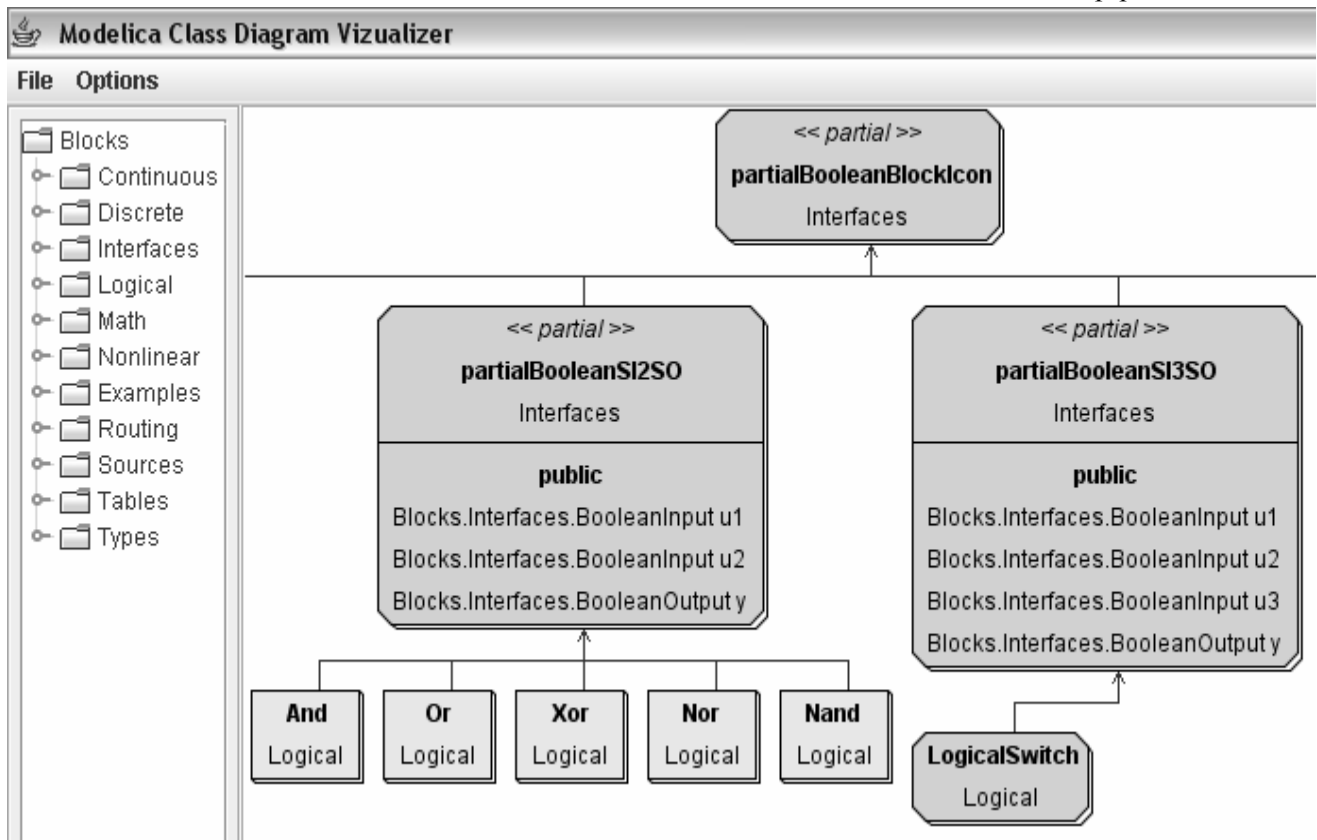 Modelica Class Diagram Vizualizer
File Options
Blocks
Continuous
Discrete
Interfaces
Logical
Math
Nonlinear
Examples
Routing
Sources
Tables
Types
<< partial >>
partialBooleanBlockIcon
Interfaces
<< partial >>
partialBooleanSI2SO
Interfaces
public
Blocks.Interfaces.BooleanInput u1
Blocks.Interfaces.BooleanInput u2
Blocks.Interfaces.BooleanOutput y
<< partial >>
partialBooleanSI3SO
Interfaces
public
Blocks.Interfaces.BooleanInput u1
Blocks.Interfaces.BooleanInput u2
Blocks.Interfaces.BooleanInput u3
Blocks.Interfaces.BooleanOutput y
And
Logical
Or
Logical
Xor
Logical
Nor
Logical
Nand
Logical
LogicalSwitch
Logical